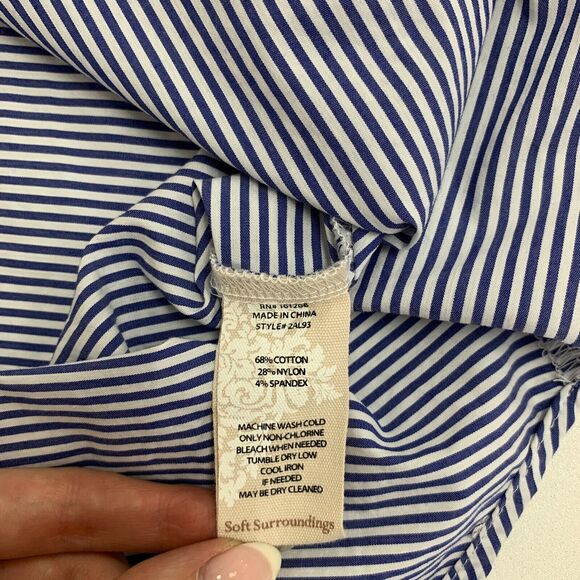 RN# 161206
MADE IN CHINA
STYLE# 2AL93
68% COTTON
28% NYLON
4% SPANDEX
MACHINE WASH COLD
ONLY NON-CHLORINE
BLEACH WHEN NEEDED
TUMBLE DRY LOW
COOL IRON
IF NEEDED
MAY BE DRY CLEANED
Soft Surroundings